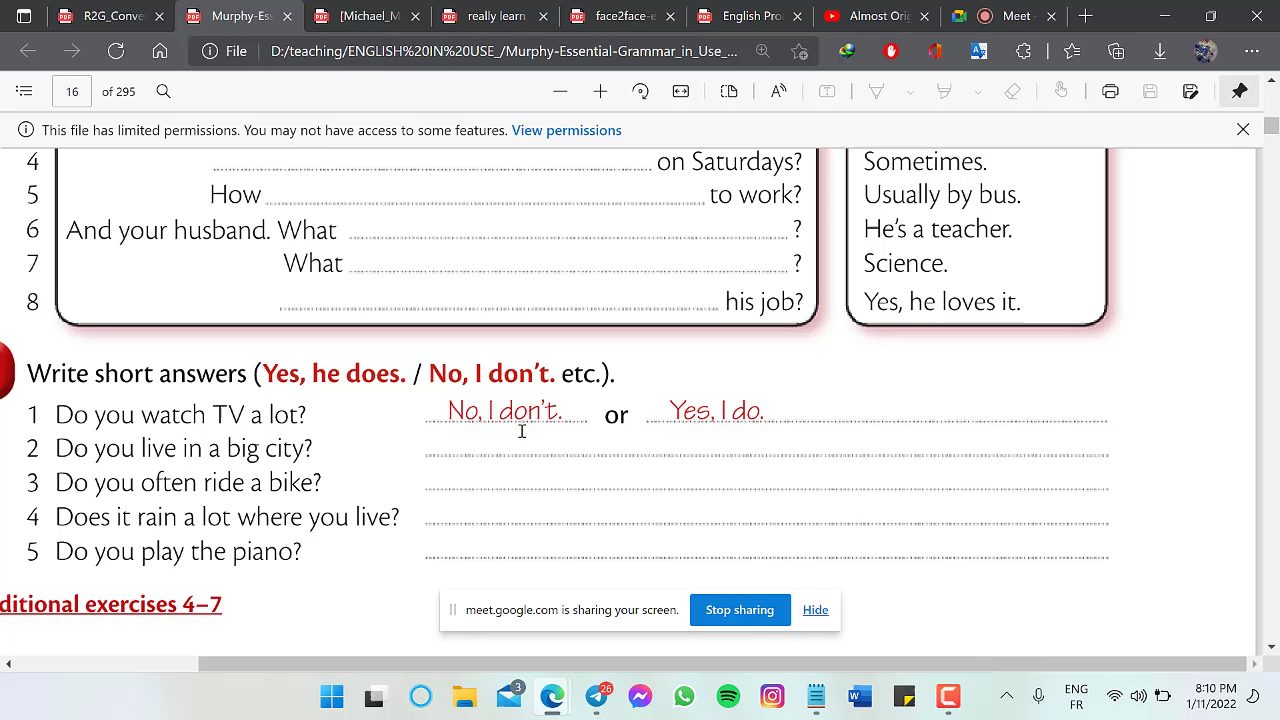 R2G_Conve
Murphy-Ess
[Michael_M
really learn
face2face-e
English Pro
Almost Orig
Meet -
File
D:/teaching/ENGLISH%20IN%20USE_/Murphy-Essential-Grammar_in_Use_...
16 of 295
This file has limited permissions. You may not have access to some features. View permissions
4 on Saturdays? Sometimes.
5 How to work? Usually by bus.
6 And your husband. What ? He's a teacher.
7 What ? Science.
8 his job? Yes, he loves it.
Write short answers (Yes, he does. / No, I don't. etc.).
1 Do you watch TV a lot? No, I don't. or Yes, I do.
2 Do you live in a big city?
3 Do you often ride a bike?
4 Does it rain a lot where you live?
5 Do you play the piano?
ditional exercises 4–7
meet.google.com is sharing your screen. Stop sharing Hide
3
26
ENG
FR
8:10 PM
1/11/2022